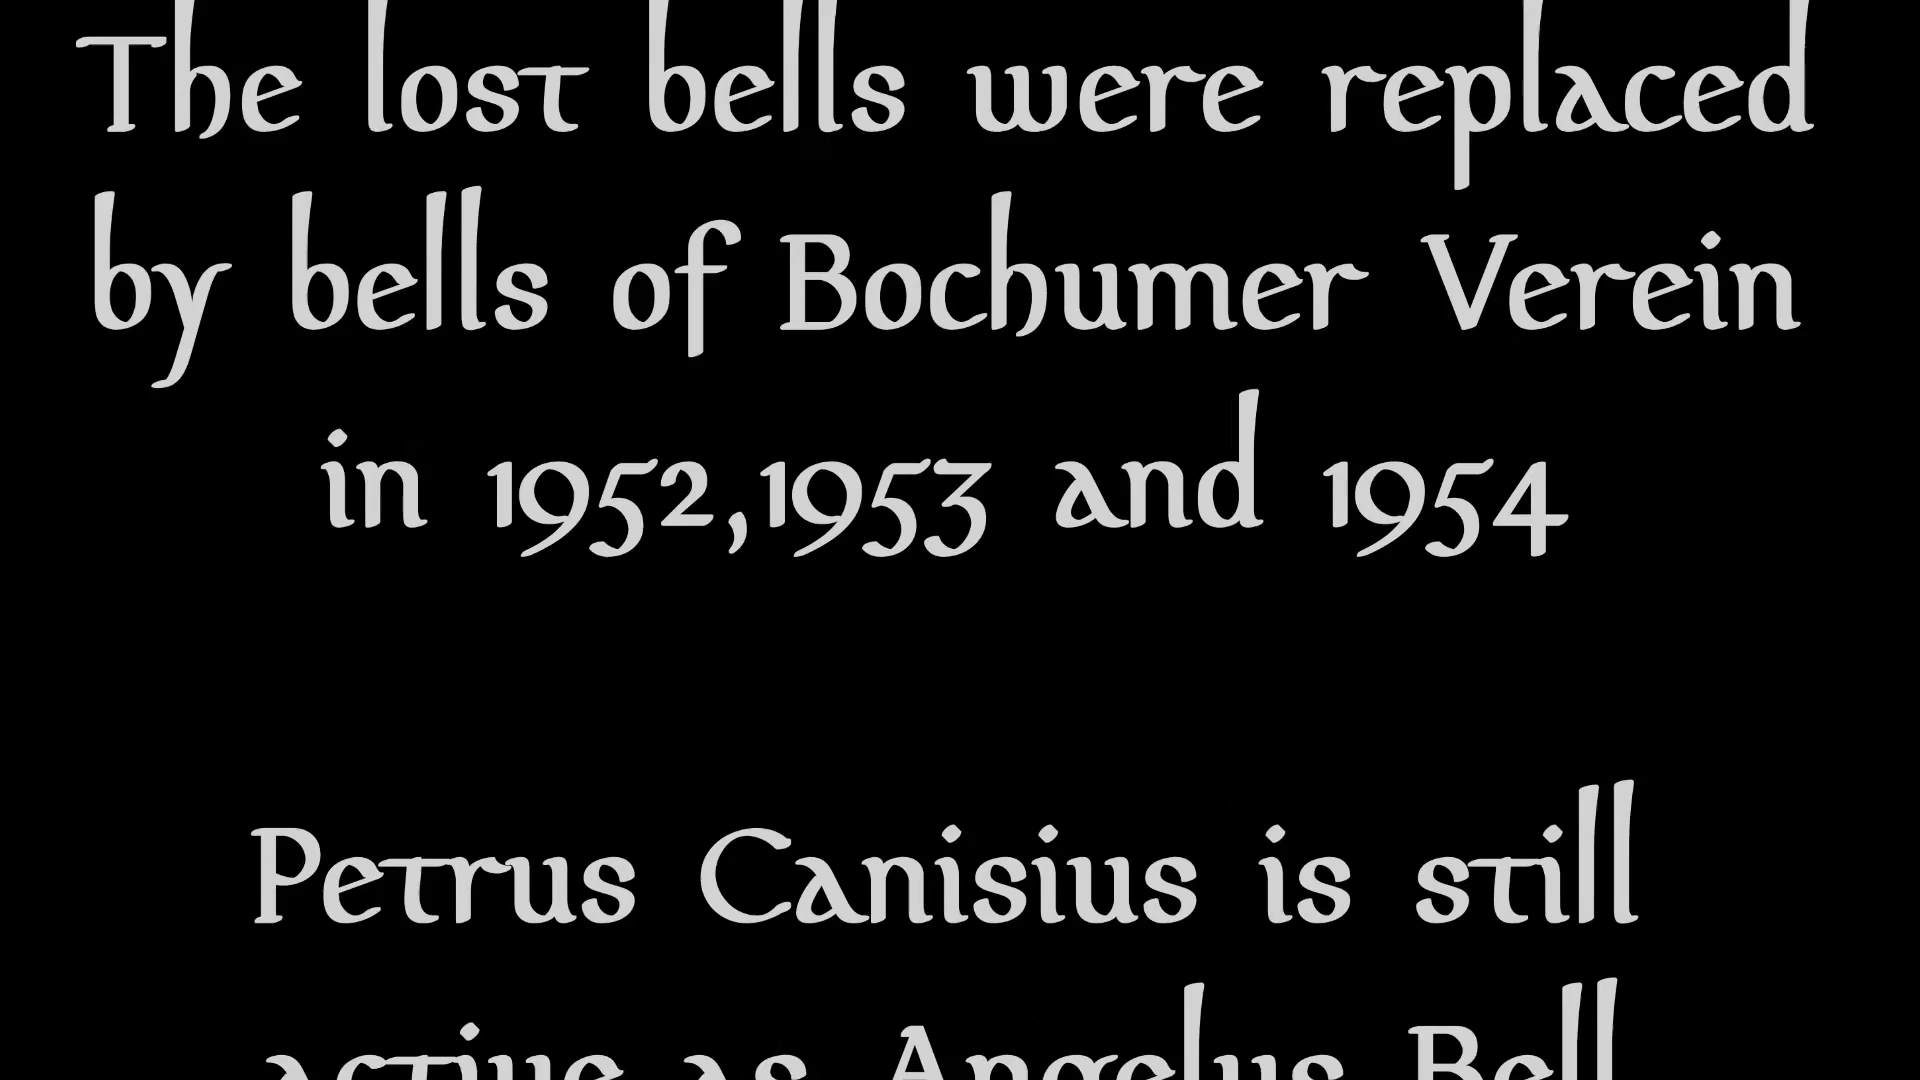 The lost bells were replaced
by bells of Bochumer Verein
in 1952,1953 and 1954
Petrus Canisius is still
active as Angelus Bell